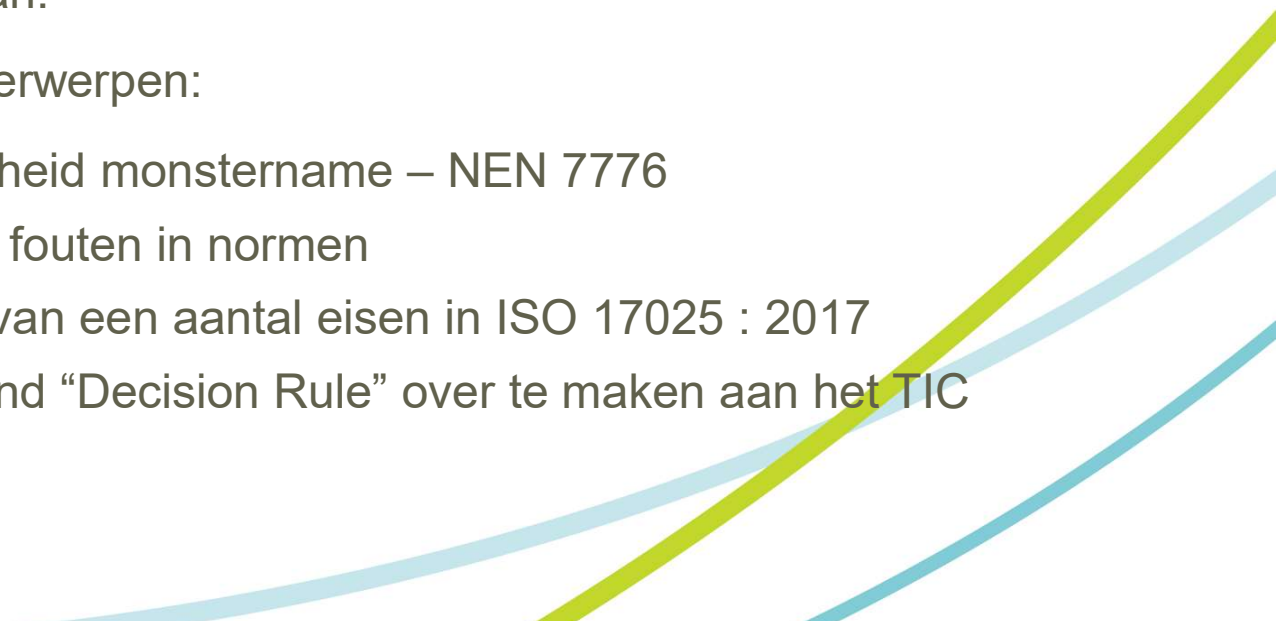 erwerpen:
heid monstername – NEN 7776
fouten in normen
van een aantal eisen in ISO 17025 : 2017
nd “Decision Rule” over te maken aan het TIC